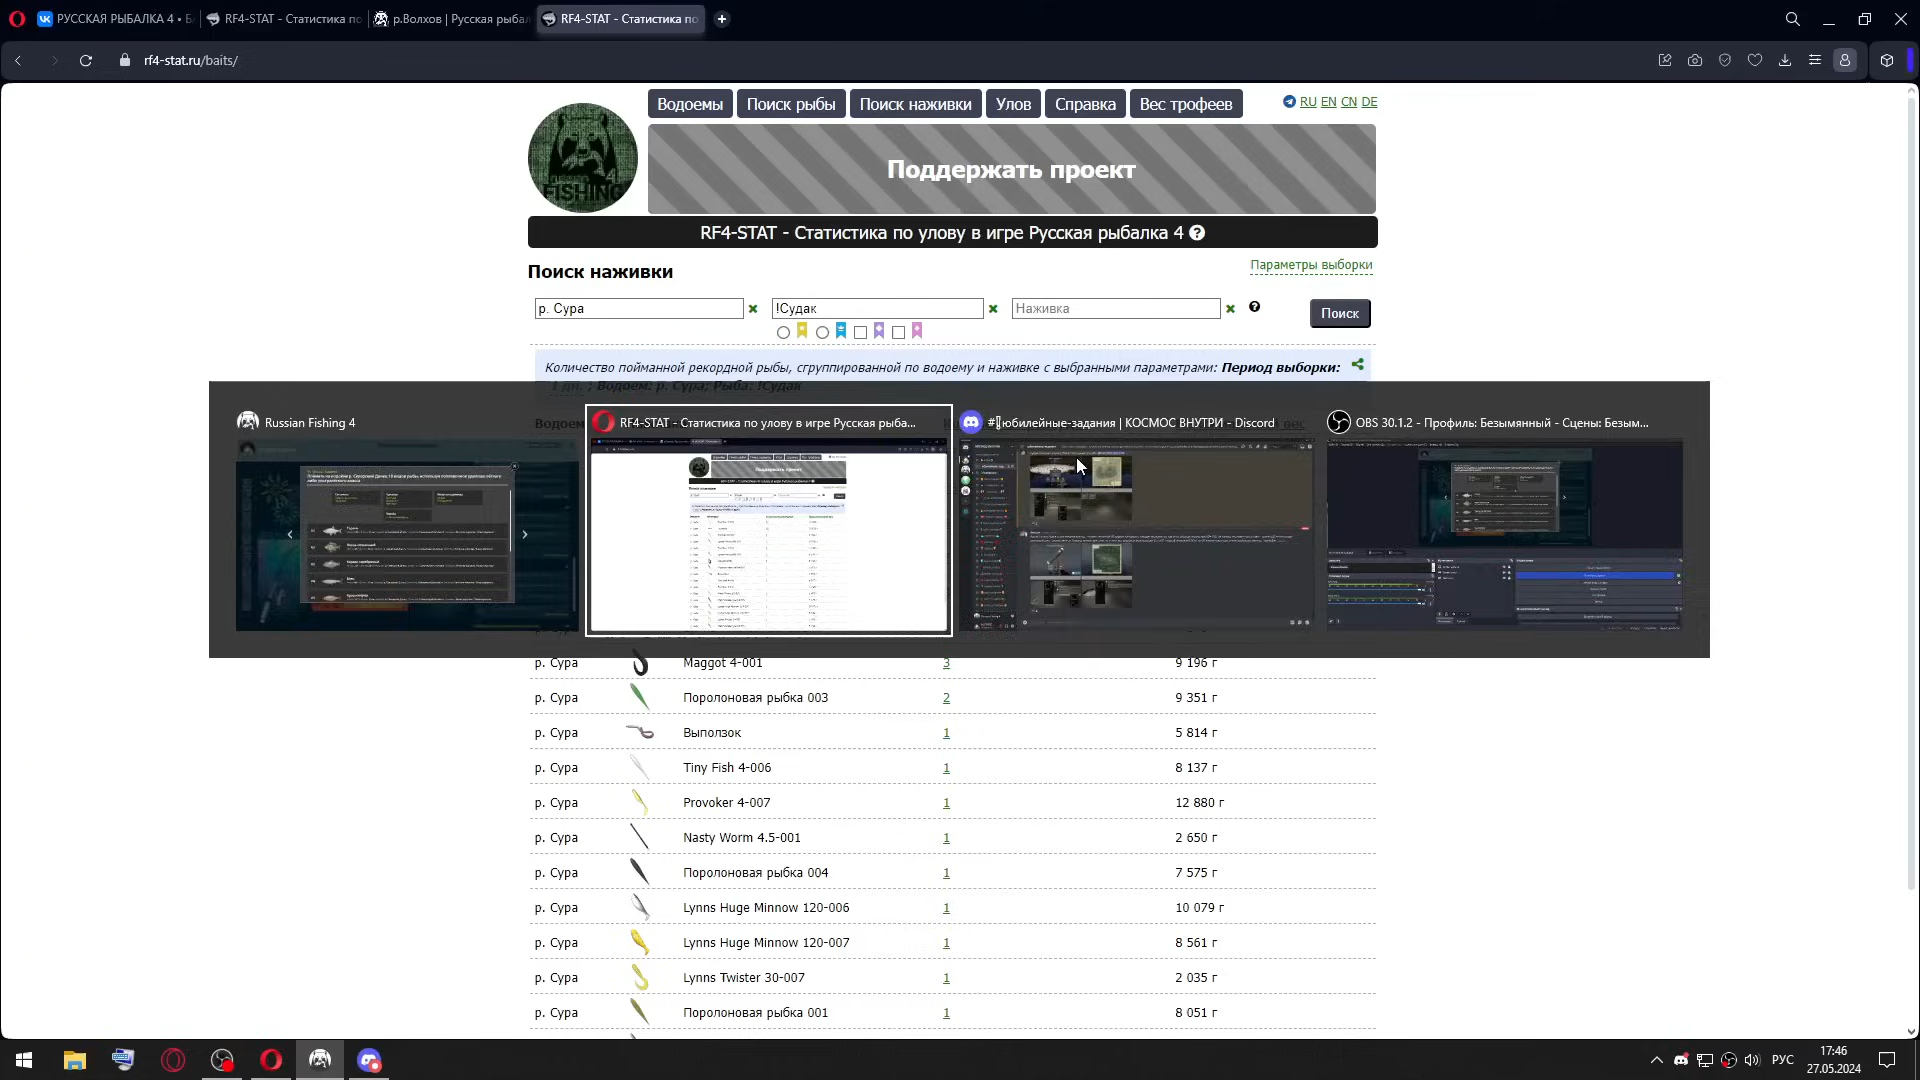 РУССКАЯ РЫБАЛКА 4 • Б
RF4-STAT - Статистика по
р.Волхов | Русская рыбал
RF4-STAT - Статистика по
rf4-stat.ru/baits/
Водоемы
Поиск рыбы
Поиск наживки
Улов
Справка
Вес трофеев
RU EN CN DE
4
FISHING
Поддержать проект
RF4-STAT - Статистика по улову в игре Русская рыбалка 4
Поиск наживки
Параметры выборки
р. Сура
!Судак
Наживка
Поиск
Количество пойманной рекордной рыбы, сгруппированной по водоему и наживке с выбранными параметрами: Период выборки:
1 дн. ; Водоем: р. Сура; Рыба: !Судак
Russian Fishing 4
RF4-STAT - Статистика по улову в игре Русская рыба...
юбилейные-задания | КОСМОС ВНУТРИ - Discord
OBS 30.1.2 - Профиль: Безымянный - Сцены: Безым...
р. Сура Maggot 4-001 3 9 196 г
р. Сура Поролоновая рыбка 003 2 9 351 г
р. Сура Выползок 1 5 814 г
р. Сура Tiny Fish 4-006 1 8 137 г
р. Сура Provoker 4-007 1 12 880 г
р. Сура Nasty Worm 4.5-001 1 2 650 г
р. Сура Поролоновая рыбка 004 1 7 575 г
р. Сура Lynns Huge Minnow 120-006 1 10 079 г
р. Сура Lynns Huge Minnow 120-007 1 8 561 г
р. Сура Lynns Twister 30-007 1 2 035 г
р. Сура Поролоновая рыбка 001 1 8 051 г
РУС
17:46
27.05.2024